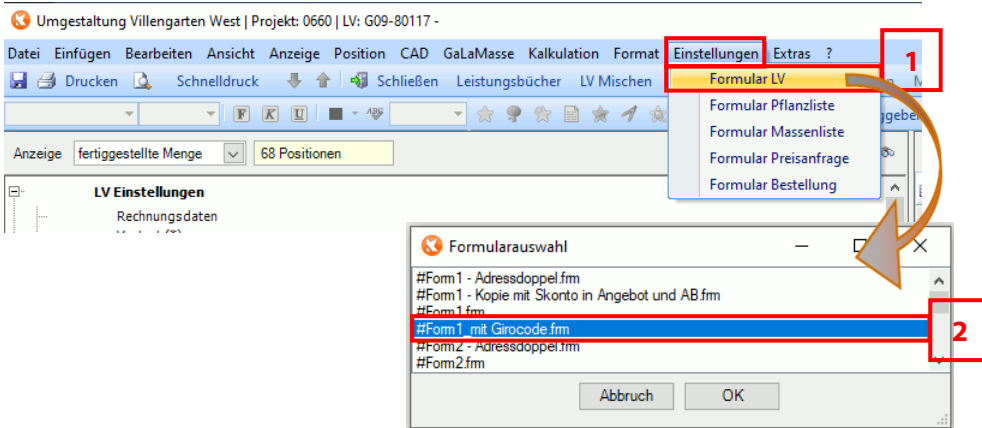 Umgestaltung Villengarten West | Projekt: 0660 | LV: G09-80117 -
Datei Einfügen Bearbeiten Ansicht Anzeige Position CAD GaLaMasse Kalkulation Format Einstellungen Extras ?
1
Drucken Schnelldruck Schließen Leistungsbücher LV Mischen
Formular LV
F K U ABG
Formular Pflanzliste
Formular Massenliste
Anzeige fertiggestellte Menge 68 Positionen
Formular Preisanfrage
LV Einstellungen
Formular Bestellung
Rechnungsdaten
Formularauswahl
#Form1 - Adressdoppel.frm
#Form1 - Kopie mit Skonto in Angebot und AB.frm
#Form1.frm
#Form1_mit Girocode.frm
2
#Form2 - Adressdoppel.frm
#Form2.frm
Abbruch OK